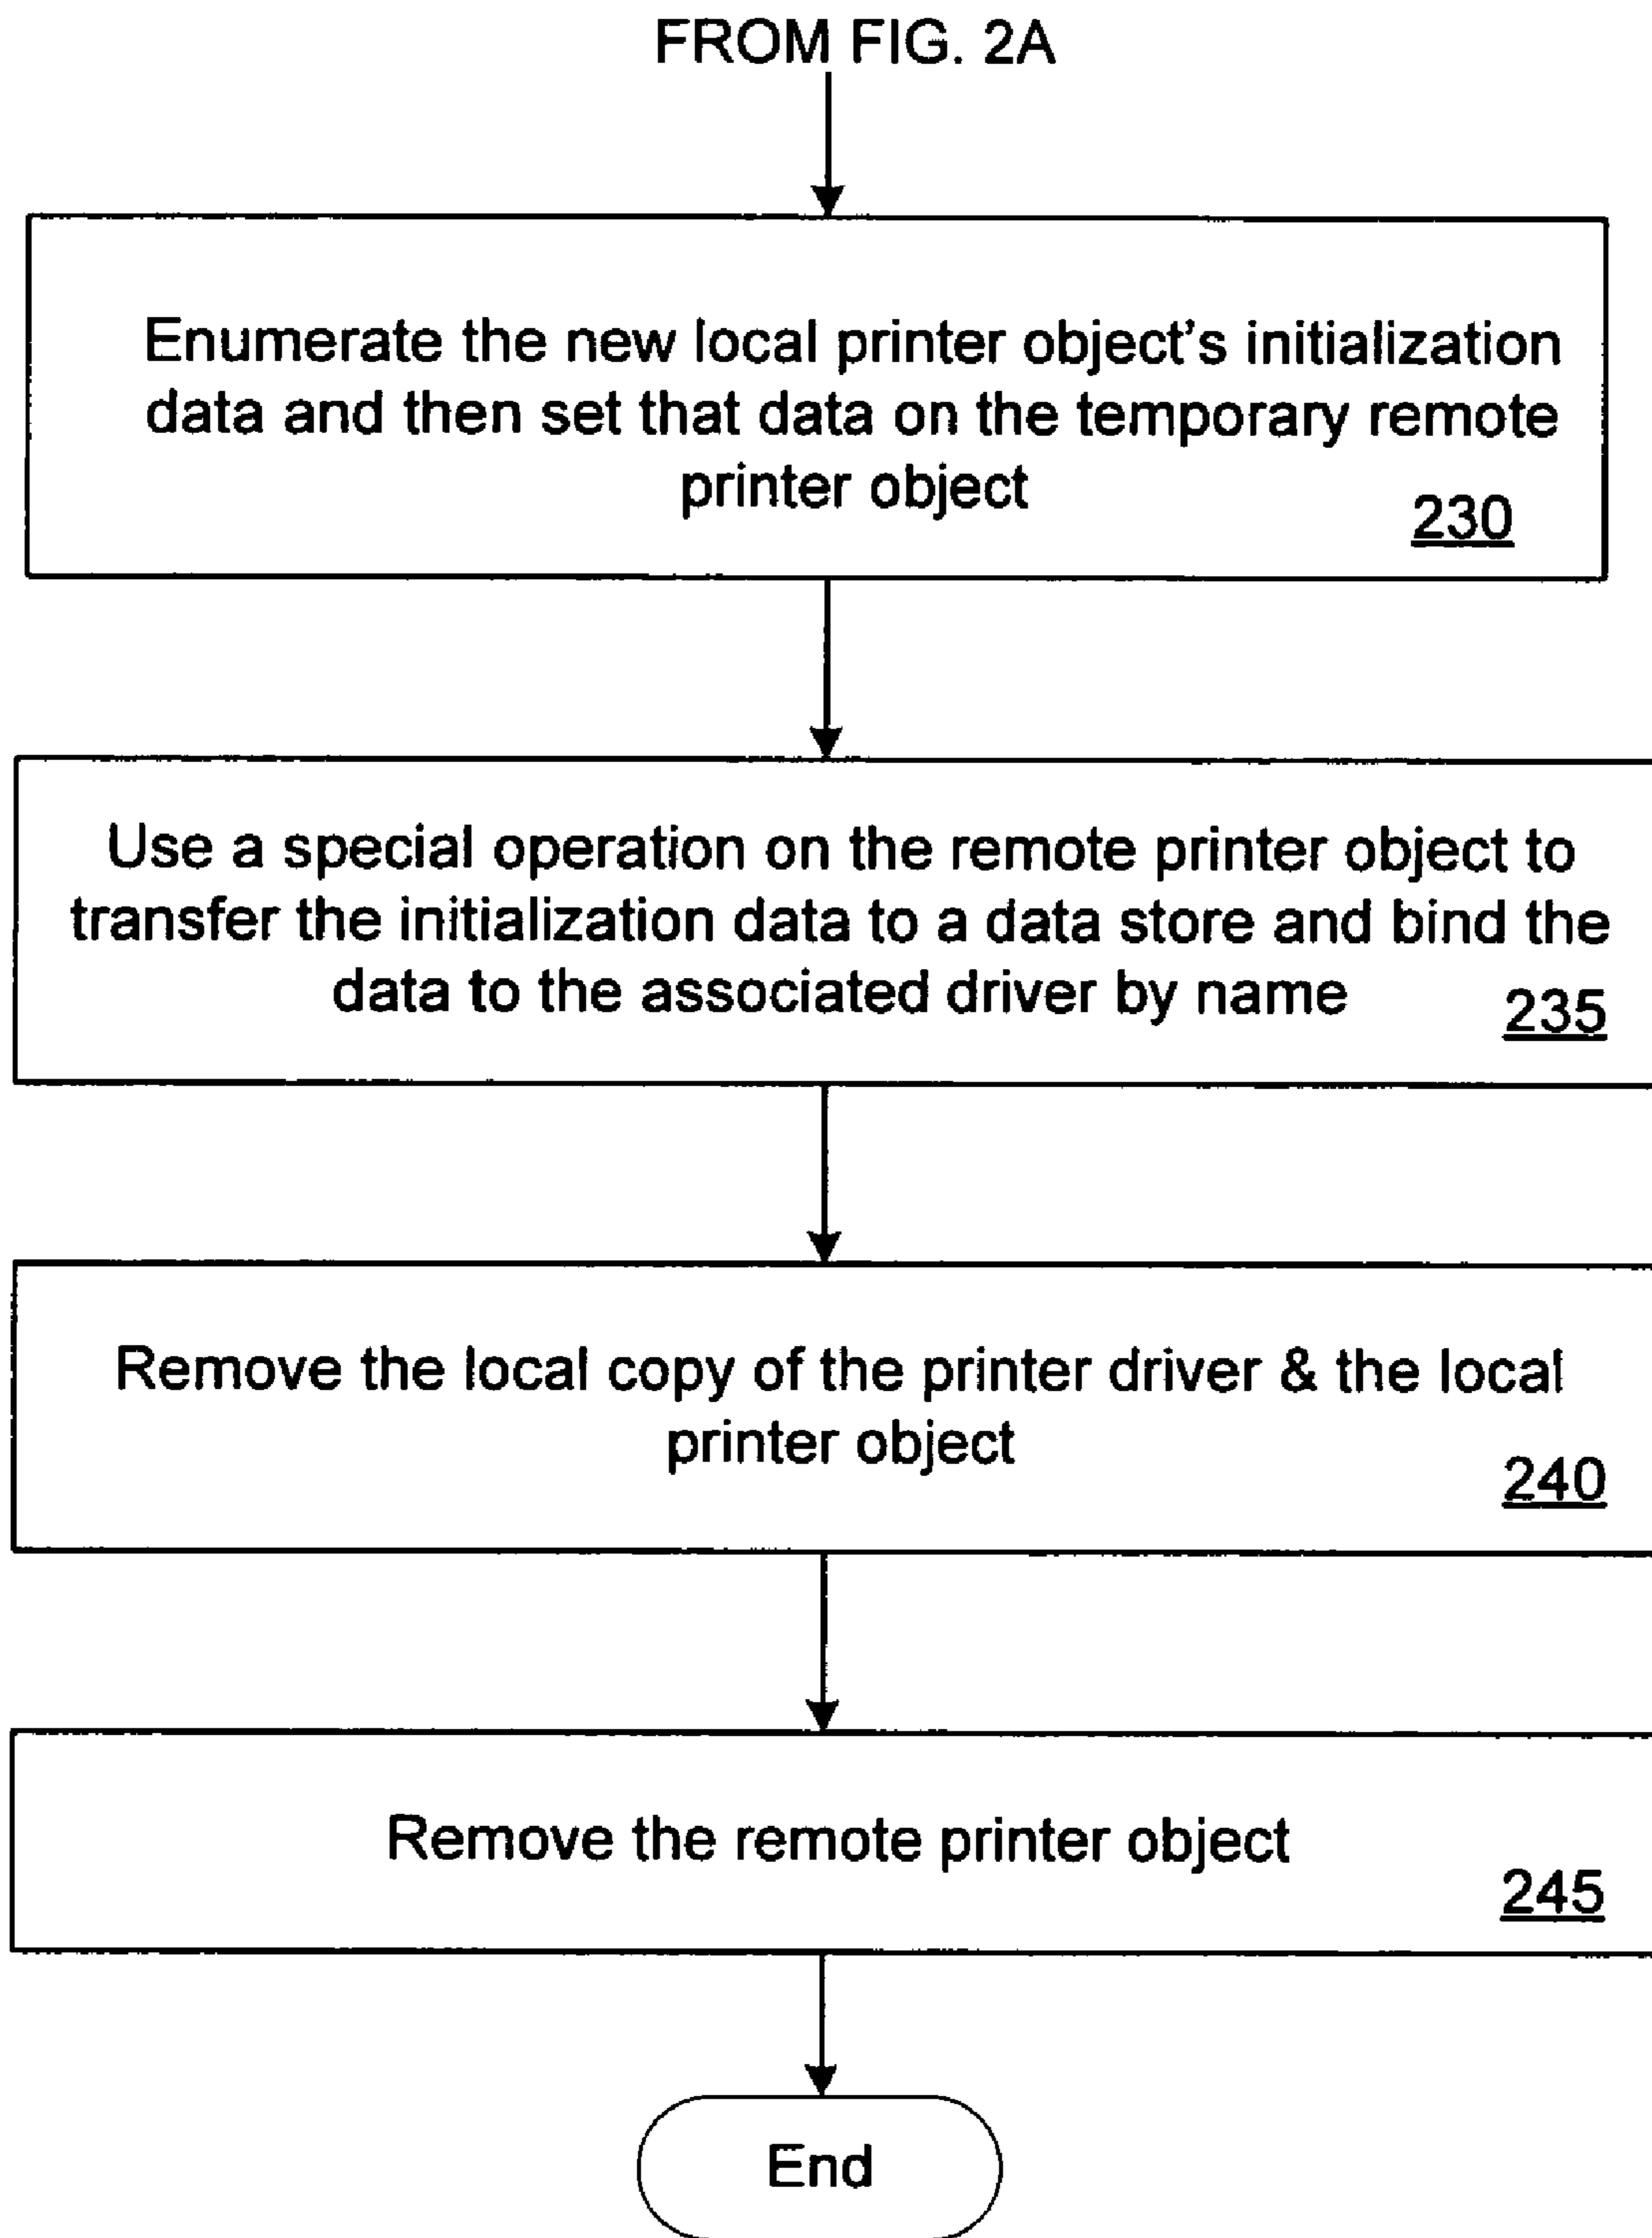 FROM FIG. 2A
Enumerate the new local printer object's initialization
data and then set that data on the temporary remote
printer object
230
Use a special operation on the remote printer object to
transfer the initialization data to a data store and bind the
data to the associated driver by name
235
Remove the local copy of the printer driver & the local
printer object
240
Remove the remote printer object
245
End